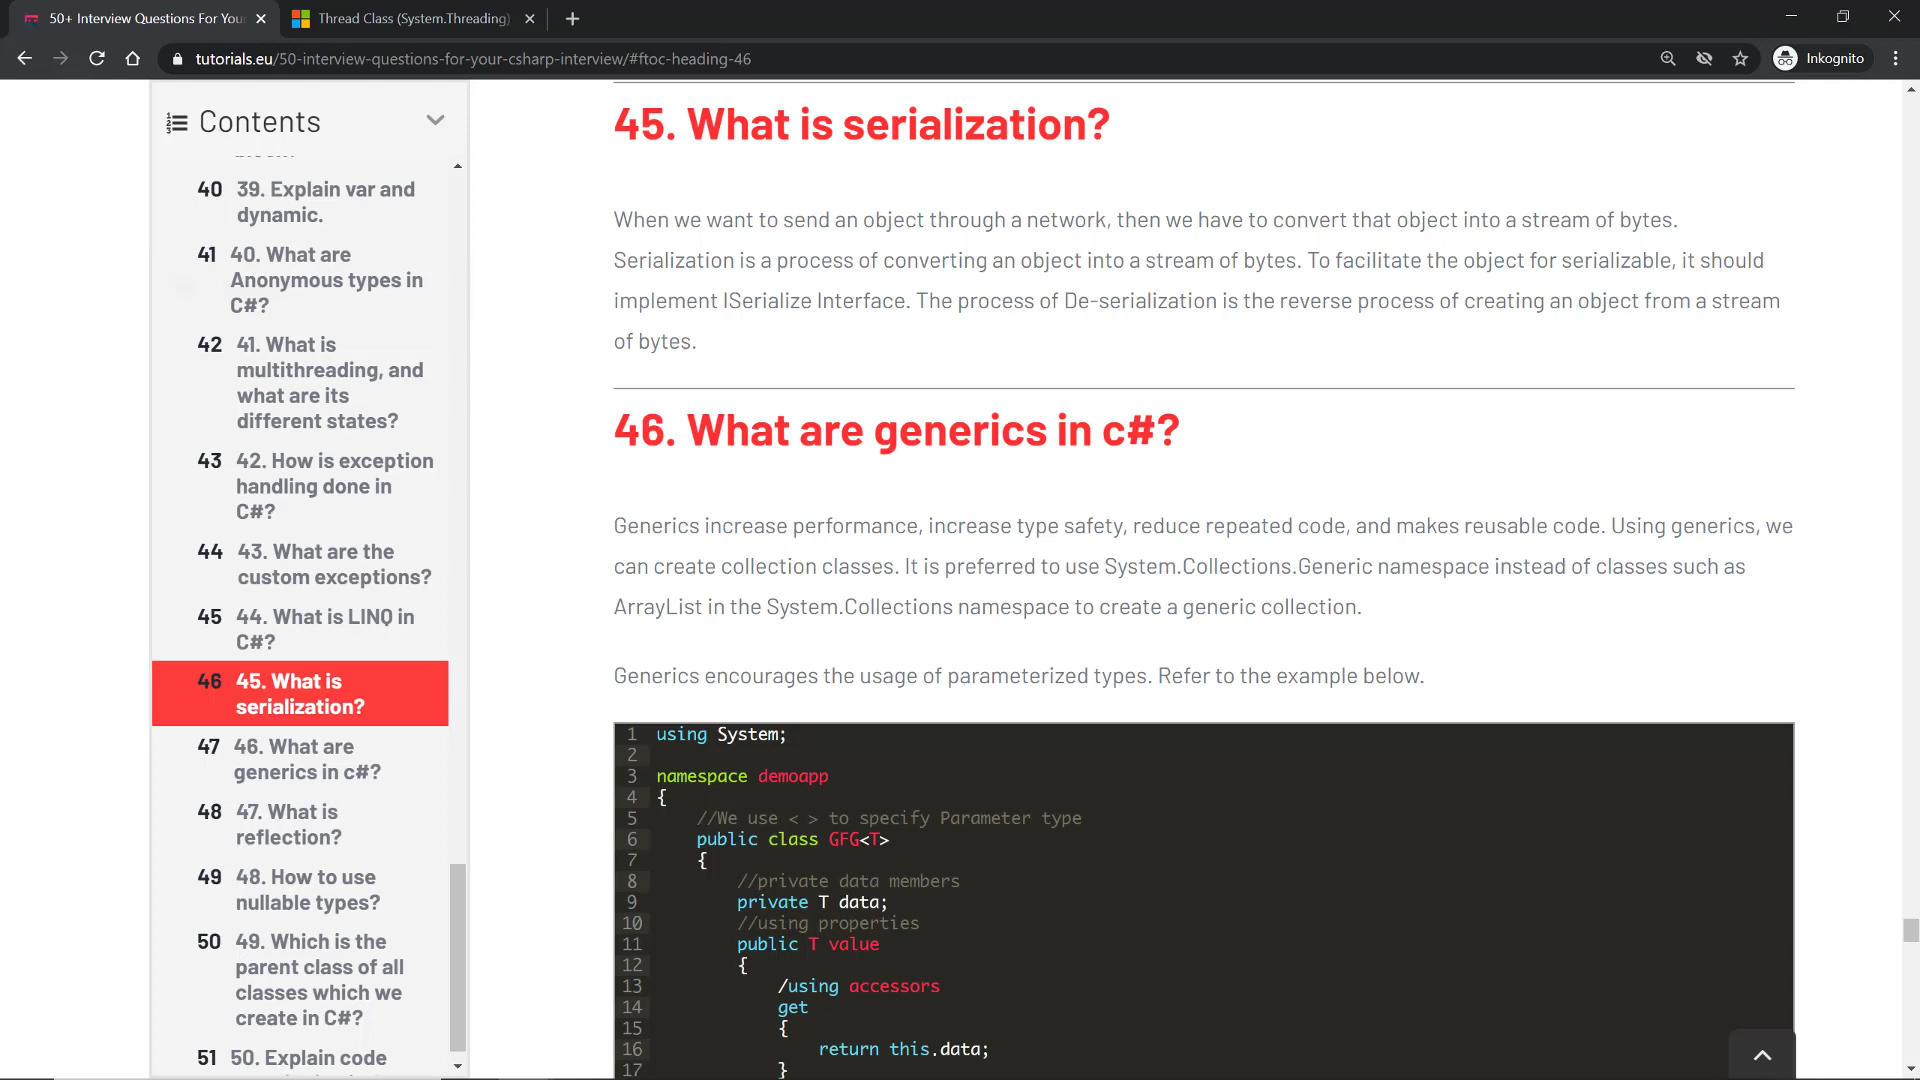 50+ Interview Questions For Your
Thread Class (System.Threading)
tutorials.eu/50-interview-questions-for-your-csharp-interview/#ftoc-heading-46
Inkognito
Contents
40 39. Explain var and
dynamic.
41 40. What are
Anonymous types in
C#?
42 41. What is
multithreading, and
what are its
different states?
43 42. How is exception
handling done in
C#?
44 43. What are the
custom exceptions?
45 44. What is LINQ in
C#?
46 45. What is
serialization?
47 46. What are
generics in c#?
48 47. What is
reflection?
49 48. How to use
nullable types?
50 49. Which is the
parent class of all
classes which we
create in C#?
51 50. Explain code
45. What is serialization?
When we want to send an object through a network, then we have to convert that object into a stream of bytes.
Serialization is a process of converting an object into a stream of bytes. To facilitate the object for serializable, it should
implement ISerialize Interface. The process of De-serialization is the reverse process of creating an object from a stream
of bytes.
46. What are generics in c#?
Generics increase performance, increase type safety, reduce repeated code, and makes reusable code. Using generics, we
can create collection classes. It is preferred to use System.Collections.Generic namespace instead of classes such as
ArrayList in the System.Collections namespace to create a generic collection.
Generics encourages the usage of parameterized types. Refer to the example below.
1 using System;
2
3 namespace demoapp
4 {
5 //We use < > to specify Parameter type
6 public class GFG<T>
7 {
8 //private data members
9 private T data;
10 //using properties
11 public T value
12 {
13 /using accessors
14 get
15 {
16 return this.data;
17 }